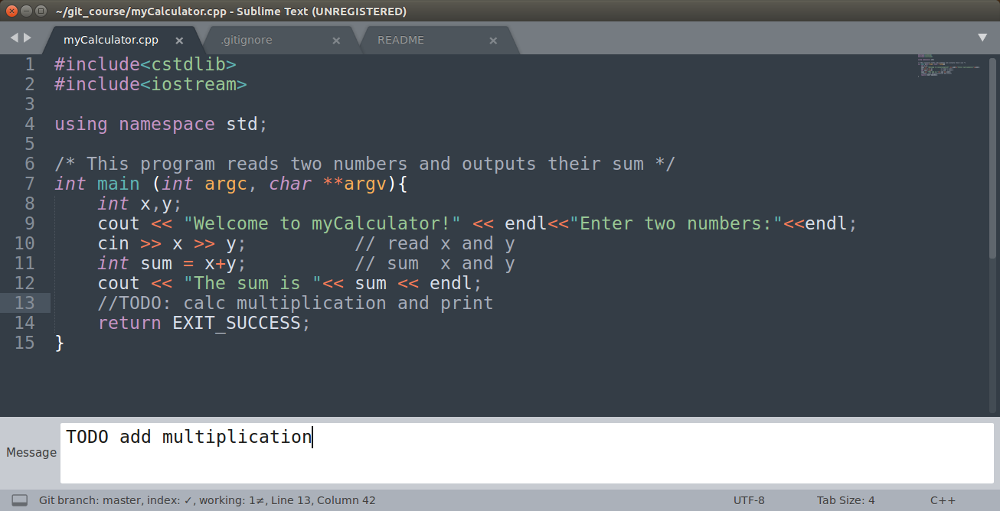 ~/git_course/myCalculator.cpp - Sublime Text (UNREGISTERED)
myCalculator.cpp .gitignore README
1 #include<cstdlib>
2 #include<iostream>
3
4 using namespace std;
5
6 /* This program reads two numbers and outputs their sum */
7 int main (int argc, char **argv){
8 int x,y;
9 cout << "Welcome to myCalculator!" << endl<<"Enter two numbers:"<<endl;
10 cin >> x >> y; // read x and y
11 int sum = x+y; // sum  x and y
12 cout << "The sum is "<< sum << endl;
13 //TODO: calc multiplication and print
14 return EXIT_SUCCESS;
15 }
Message TODO add multiplication
Git branch: master, index: ✓, working: 1≠, Line 13, Column 42 UTF-8 Tab Size: 4 C++